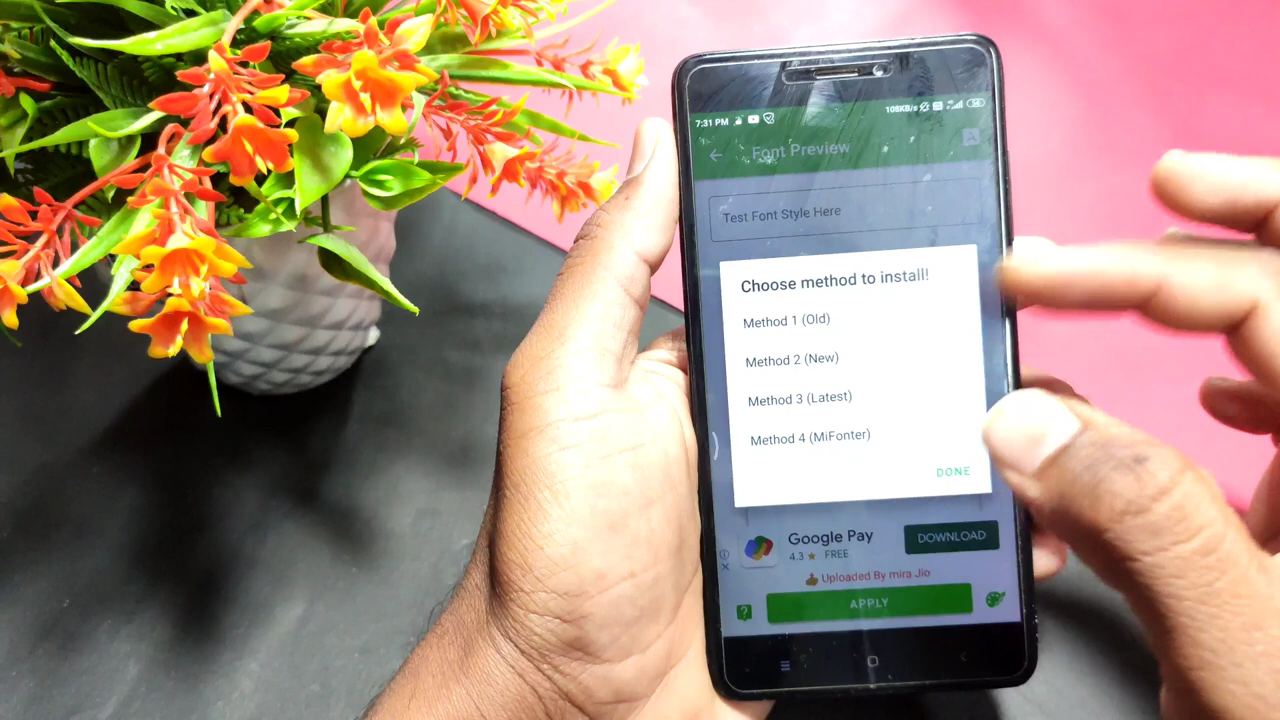 7:31 PM
108KB/s 54
Font Preview
Test Font Style Here
Choose method to install!
Method 1 (Old)
Method 2 (New)
Method 3 (Latest)
Method 4 (MiFonter)
DONE
Google Pay
4.3 ★ FREE
DOWNLOAD
Uploaded By mira Jio
APPLY